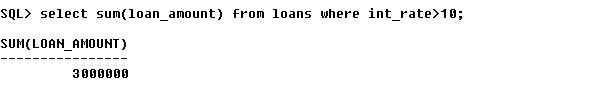 SQL> select sum(loan_amount) from loans where int_rate>10;
SUM(LOAN_AMOUNT)
----------------
3000000